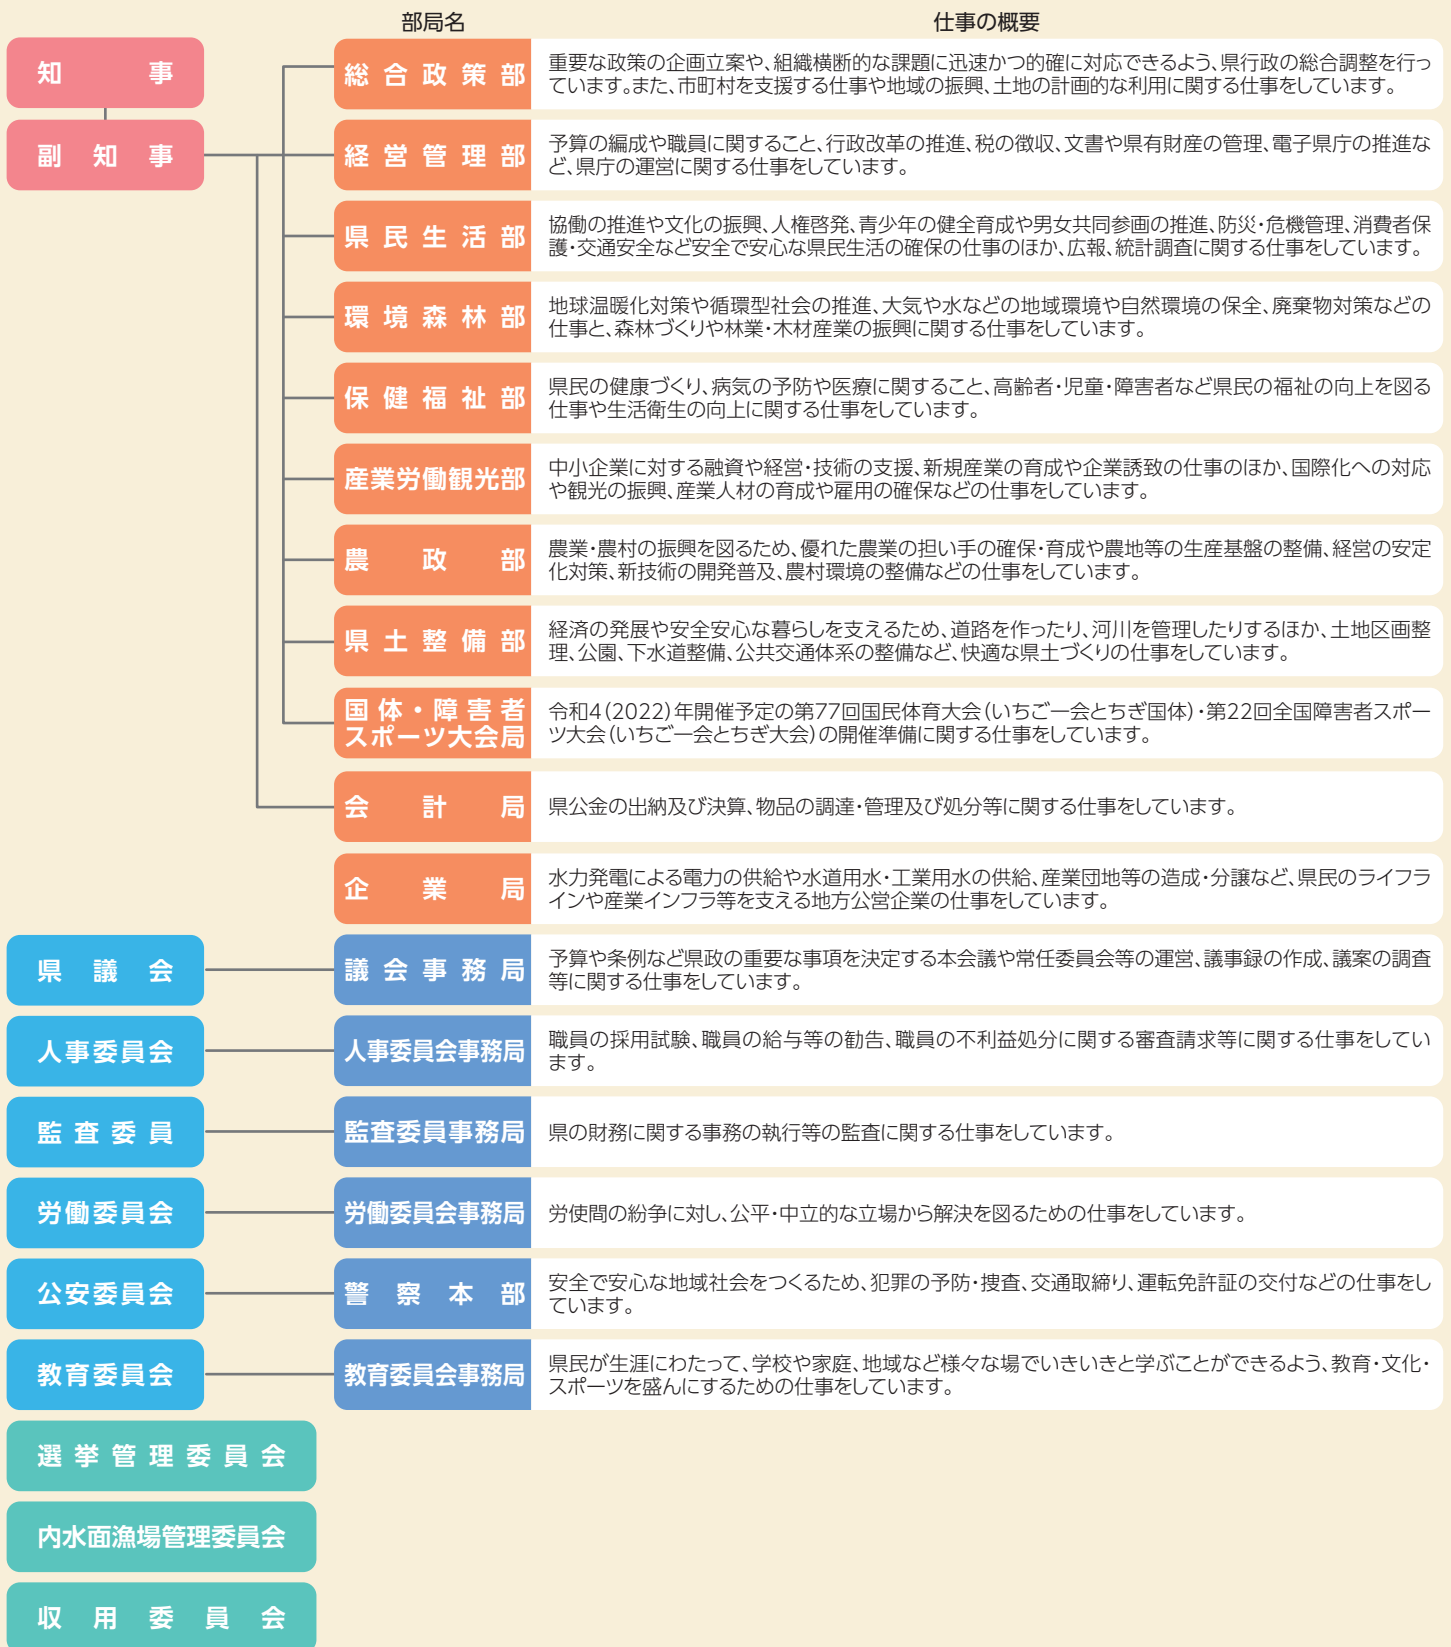 部局名
仕事の概要
知事
総合政策部
重要な政策の企画立案や、組織横断的な課題に迅速かつ的確に対応できるよう、県行政の総合調整を行っ
ています。また、市町村を支援する仕事や地域の振興、土地の計画的な利用に関する仕事をしています。
副知事
経営管理部
予算の編成や職員に関すること、行政改革の推進、税の徴収、文書や県有財産の管理、電子県庁の推進な
ど、県庁の運営に関する仕事をしています。
県民生活部
協働の推進や文化の振興、人権啓発、青少年の健全育成や男女共同参画の推進、防災・危機管理、消費者保
護・交通安全など安全で安心な県民生活の確保の仕事のほか、広報、統計調査に関する仕事をしています。
環境森林部
地球温暖化対策や循環型社会の推進、大気や水などの地域環境や自然環境の保全、廃棄物対策などの
仕事と、森林づくりや林業・木材産業の振興に関する仕事をしています。
保健福祉部
県民の健康づくり、病気の予防や医療に関すること、高齢者・児童・障害者など県民の福祉の向上を図る
仕事や生活衛生の向上に関する仕事をしています。
産業労働観光部
中小企業に対する融資や経営・技術の支援、新規産業の育成や企業誘致の仕事のほか、国際化への対応
や観光の振興、産業人材の育成や雇用の確保などの仕事をしています。
農政部
農業・農村の振興を図るため、優れた農業の担い手の確保・育成や農地等の生産基盤の整備、経営の安定
化対策、新技術の開発普及、農村環境の整備などの仕事をしています。
県土整備部
経済の発展や安全安心な暮らしを支えるため、道路を作ったり、河川を管理したりするほか、土地区画整
理、公園、下水道整備、公共交通体系の整備など、快適な県土づくりの仕事をしています。
国体・障害者
スポーツ大会局
令和4(2022)年開催予定の第77回国民体育大会(いちご一会とちぎ国体)・第22回全国障害者スポー
ツ大会(いちご一会とちぎ大会)の開催準備に関する仕事をしています。
会計局
県公金の出納及び決算、物品の調達・管理及び処分等に関する仕事をしています。
企業局
水力発電による電力の供給や水道用水・工業用水の供給、産業団地等の造成・分譲など、県民のライフラ
インや産業インフラ等を支える地方公営企業の仕事をしています。
県議会
議会事務局
予算や条例など県政の重要な事項を決定する本会議や常任委員会等の運営、議事録の作成、議案の調査
等に関する仕事をしています。
人事委員会
人事委員会事務局
職員の採用試験、職員の給与等の勧告、職員の不利益処分に関する審査請求等に関する仕事をしてい
ます。
監査委員
監査委員事務局
県の財務に関する事務の執行等の監査に関する仕事をしています。
労働委員会
労働委員会事務局
労使間の紛争に対し、公平・中立的な立場から解決を図るための仕事をしています。
公安委員会
警察本部
安全で安心な地域社会をつくるため、犯罪の予防・捜査、交通取締り、運転免許証の交付などの仕事をし
ています。
教育委員会
教育委員会事務局
県民が生涯にわたって、学校や家庭、地域など様々な場でいきいきと学ぶことができるよう、教育・文化・
スポーツを盛んにするための仕事をしています。
選挙管理委員会
内水面漁場管理委員会
収用委員会